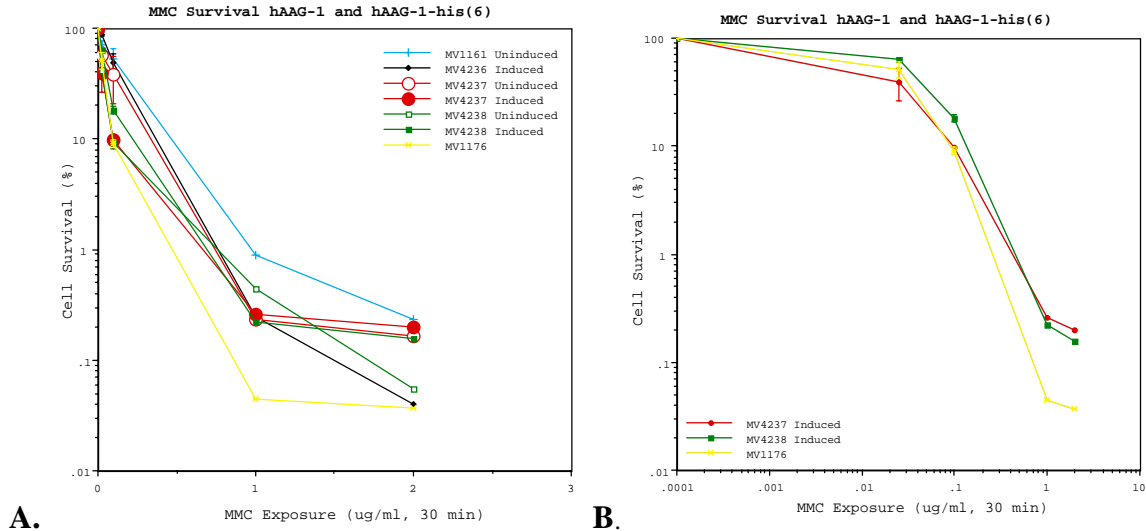 MMC Survival hAAG-1 and hAAG-1-his(6)
100
10
1
.1
.01
Cell Survival (%)
MV1161 Uninduced
MV4236 Induced
MV4237 Uninduced
MV4237 Induced
MV4238 Uninduced
MV4238 Induced
MV1176
0 1 2 3
MMC Exposure (ug/ml, 30 min)
A.
MMC Survival hAAG-1 and hAAG-1-his(6)
100
10
1
.1
.01
Cell Survival (%)
MV4237 Induced
MV4238 Induced
MV1176
.0001 .001 .01 .1 1 10
MMC Exposure (ug/ml, 30 min)
B.